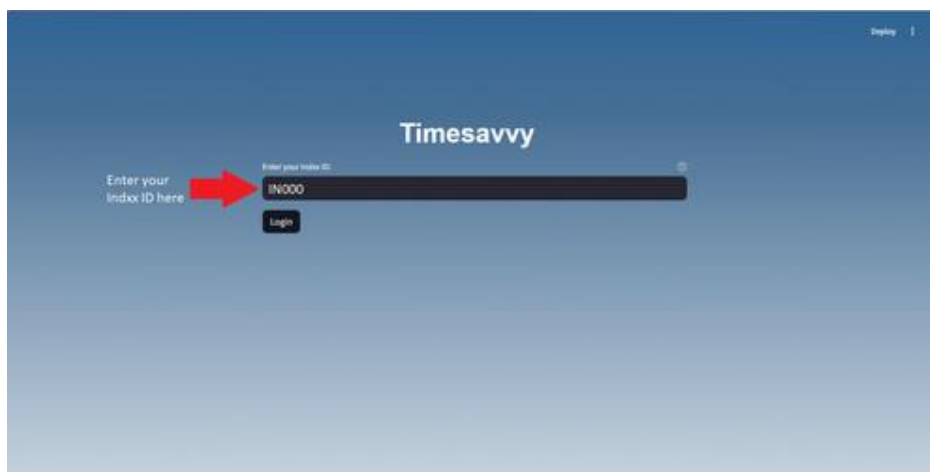 Deploy
Timesavvy
Enter your Indxx ID:
Enter your
Indxx ID here
IN000
Login